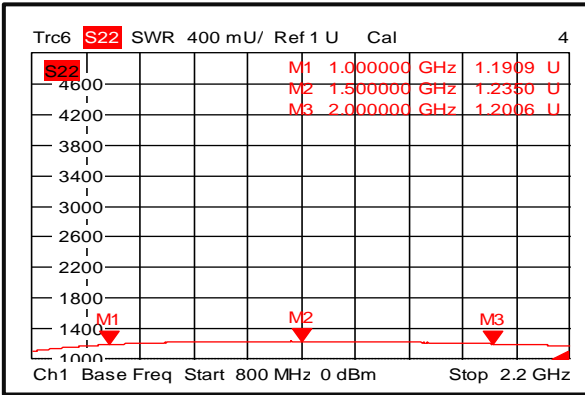 Trc6 S22 SWR 400 mU/ Ref 1 U Cal 4
S22
M1 1.000000 GHz 1.1909 U
M2 1.500000 GHz 1.2350 U
M3 2.000000 GHz 1.2006 U
4600
4200
3800
3400
3000
2600
2200
1800
M1 M2 M3
1400
1000
Ch1 Base Freq Start 800 MHz 0 dBm Stop 2.2 GHz